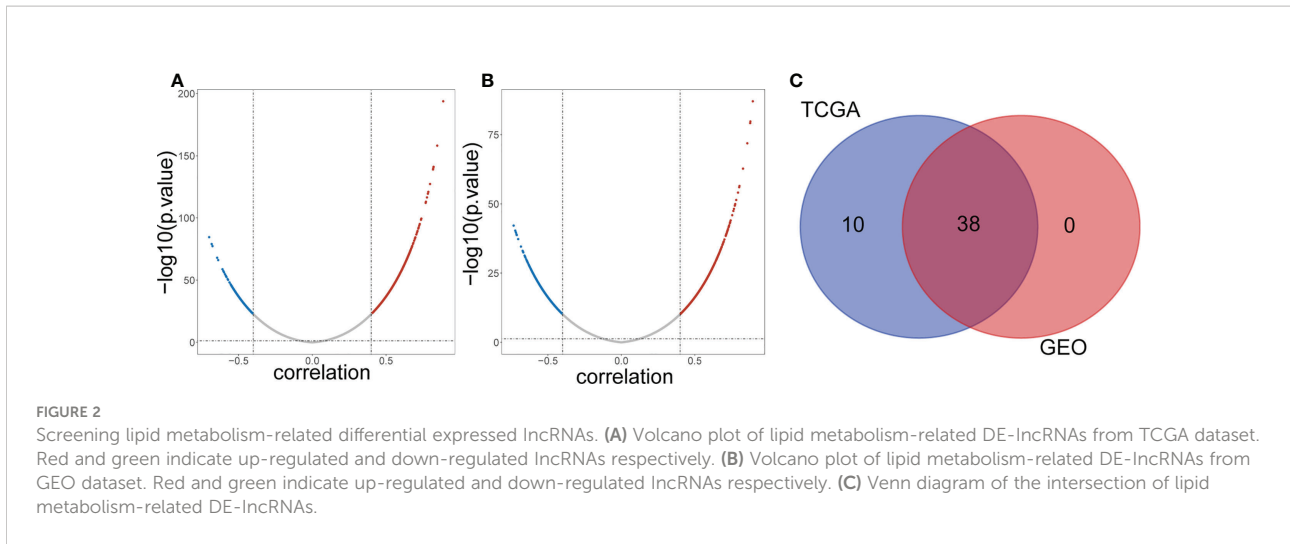 A
−log10(p.value)
200
150
100
50
0
−0.5 0.0 0.5
correlation
B
−log10(p.value)
75
50
25
0
−0.5 0.0 0.5
correlation
C
TCGA
10 38 0
GEO
FIGURE 2
Screening lipid metabolism-related differential expressed lncRNAs. (A) Volcano plot of lipid metabolism-related DE-lncRNAs from TCGA dataset.
Red and green indicate up-regulated and down-regulated lncRNAs respectively. (B) Volcano plot of lipid metabolism-related DE-lncRNAs from
GEO dataset. Red and green indicate up-regulated and down-regulated lncRNAs respectively. (C) Venn diagram of the intersection of lipid
metabolism-related DE-lncRNAs.